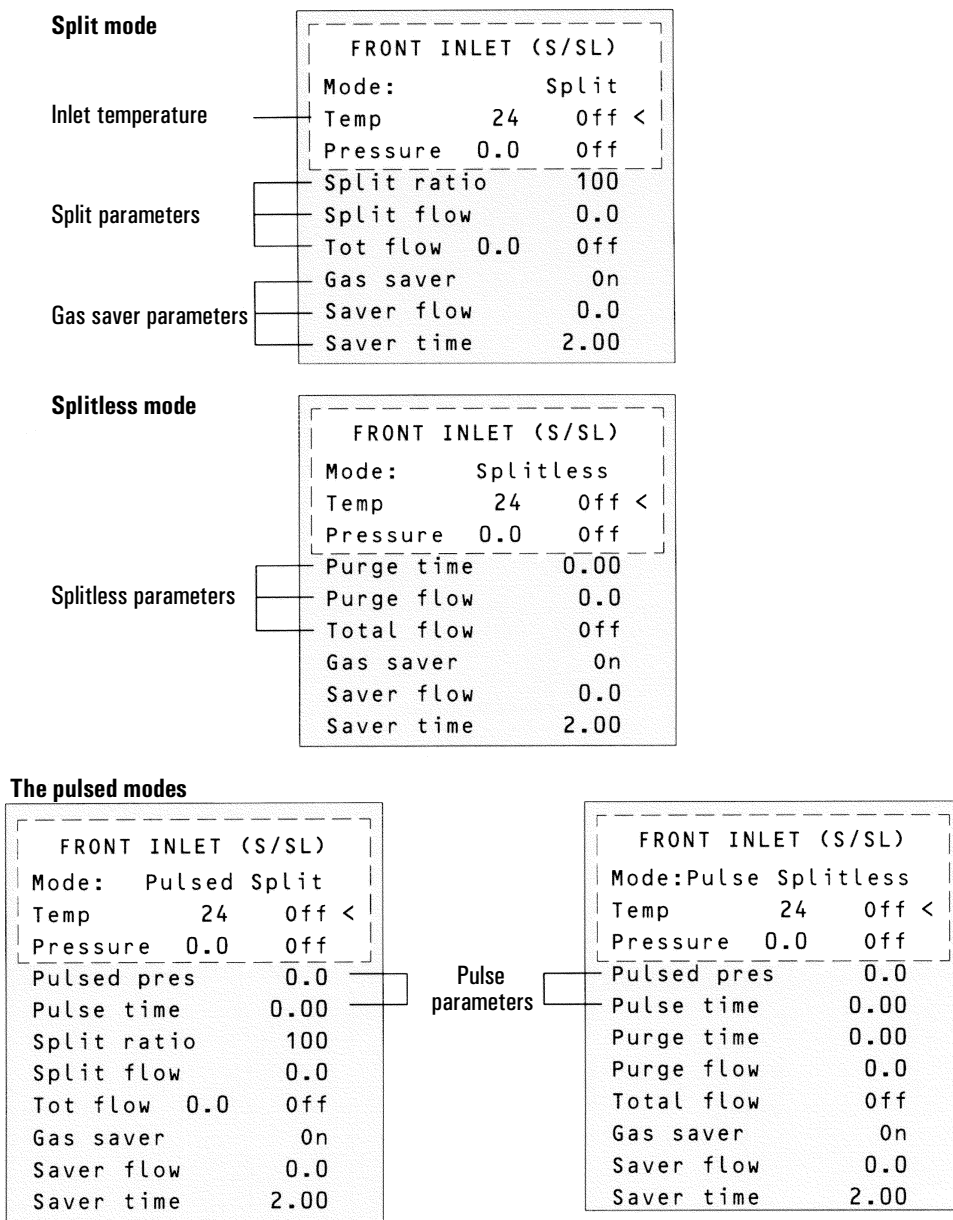 Split mode
FRONT INLET (S/SL)
Mode: Split
Inlet temperature
Temp 24 Off <
Pressure 0.0 Off
Split parameters
Split ratio 100
Split flow 0.0
Tot flow 0.0 Off
Gas saver parameters
Gas saver On
Saver flow 0.0
Saver time 2.00
Splitless mode
FRONT INLET (S/SL)
Mode: Splitless
Temp 24 Off <
Pressure 0.0 Off
Splitless parameters
Purge time 0.00
Purge flow 0.0
Total flow Off
Gas saver On
Saver flow 0.0
Saver time 2.00
The pulsed modes
FRONT INLET (S/SL)
Mode: Pulsed Split
Temp 24 Off <
Pressure 0.0 Off
Pulsed pres 0.0
Pulse time 0.00
Split ratio 100
Split flow 0.0
Tot flow 0.0 Off
Gas saver On
Saver flow 0.0
Saver time 2.00
Pulse
parameters
FRONT INLET (S/SL)
Mode:Pulse Splitless
Temp 24 Off <
Pressure 0.0 Off
Pulsed pres 0.0
Pulse time 0.00
Purge time 0.00
Purge flow 0.0
Total flow Off
Gas saver On
Saver flow 0.0
Saver time 2.00